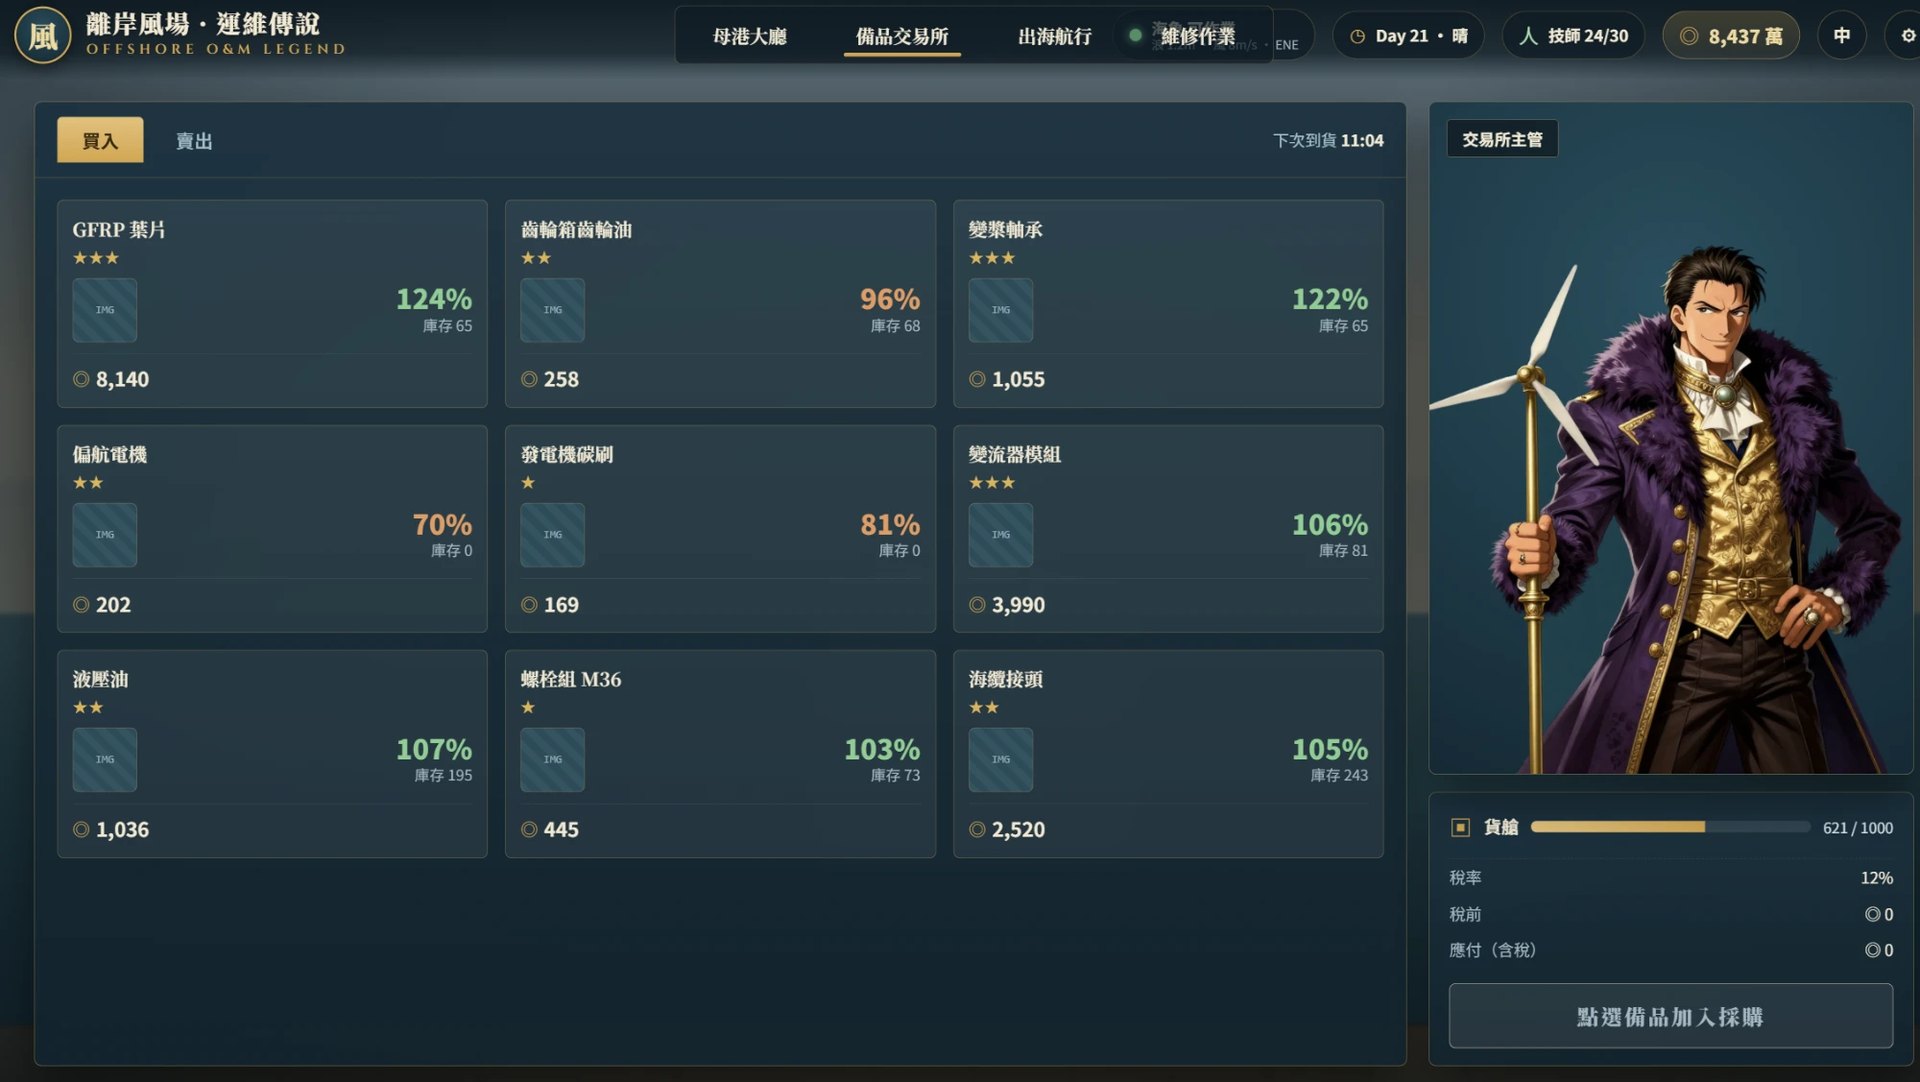 風
離岸風場・運維傳說
OFFSHORE O&M LEGEND
母港大廳
備品交易所
出海航行
維修作業
ENE
Day 21・晴
技師 24/30
8,437 萬
中
買入
賣出
下次到貨 11:04
GFRP 葉片
★★★
IMG
124%
庫存 65
◎ 8,140
齒輪箱齒輪油
★★
IMG
96%
庫存 68
◎ 258
變槳軸承
★★★
IMG
122%
庫存 65
◎ 1,055
偏航電機
★★
IMG
70%
庫存 0
◎ 202
發電機碳刷
★
IMG
81%
庫存 0
◎ 169
變流器模組
★★★
IMG
106%
庫存 81
◎ 3,990
液壓油
★★
IMG
107%
庫存 195
◎ 1,036
螺栓組 M36
★
IMG
103%
庫存 73
◎ 445
海纜接頭
★★
IMG
105%
庫存 243
◎ 2,520
交易所主管
貨艙
621 / 1000
稅率
12%
稅前
◎ 0
應付（含稅）
◎ 0
點選備品加入採購